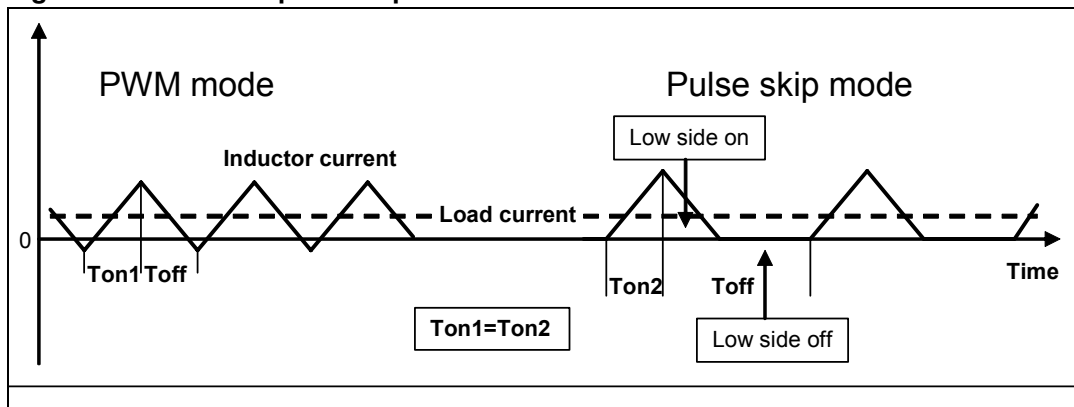 PWM mode
Pulse skip mode
Low side on
Inductor current
Load current
0
Ton1 Toff
Ton2
Toff
Time
Ton1=Ton2
Low side off